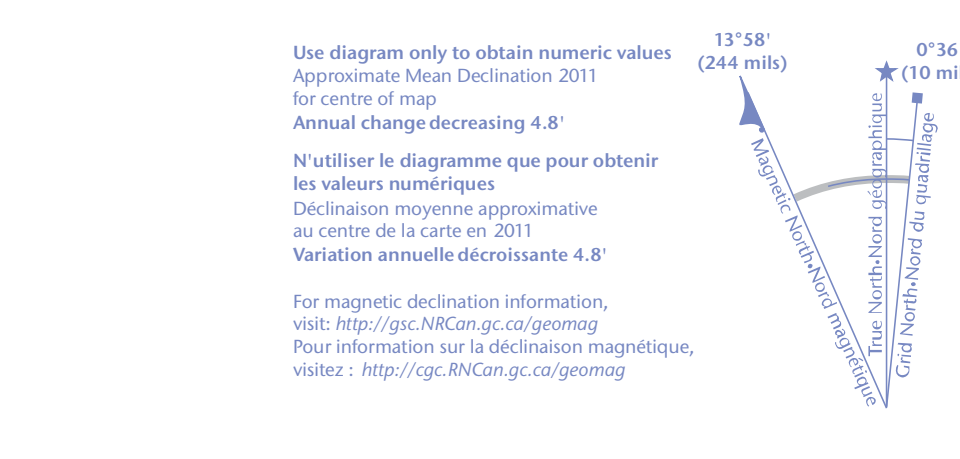 Use diagram only to obtain numeric values
Approximate Mean Declination 2011
for centre of map
Annual change decreasing 4.8'
N'utiliser le diagramme que pour obtenir
les valeurs numériques
Déclinaison moyenne approximative
au centre de la carte en 2011
Variation annuelle décroissante 4.8'
For magnetic declination information,
visit: http://gsc.NRCan.gc.ca/geomag
Pour information sur la déclinaison magnétique,
visitez : http://cgc.RNCan.gc.ca/geomag
13°58'
(244 mils)
0°36
(10 mil
Magnetic North•Nord magnétique
True North•Nord géographique
Grid North•Nord du quadrillage